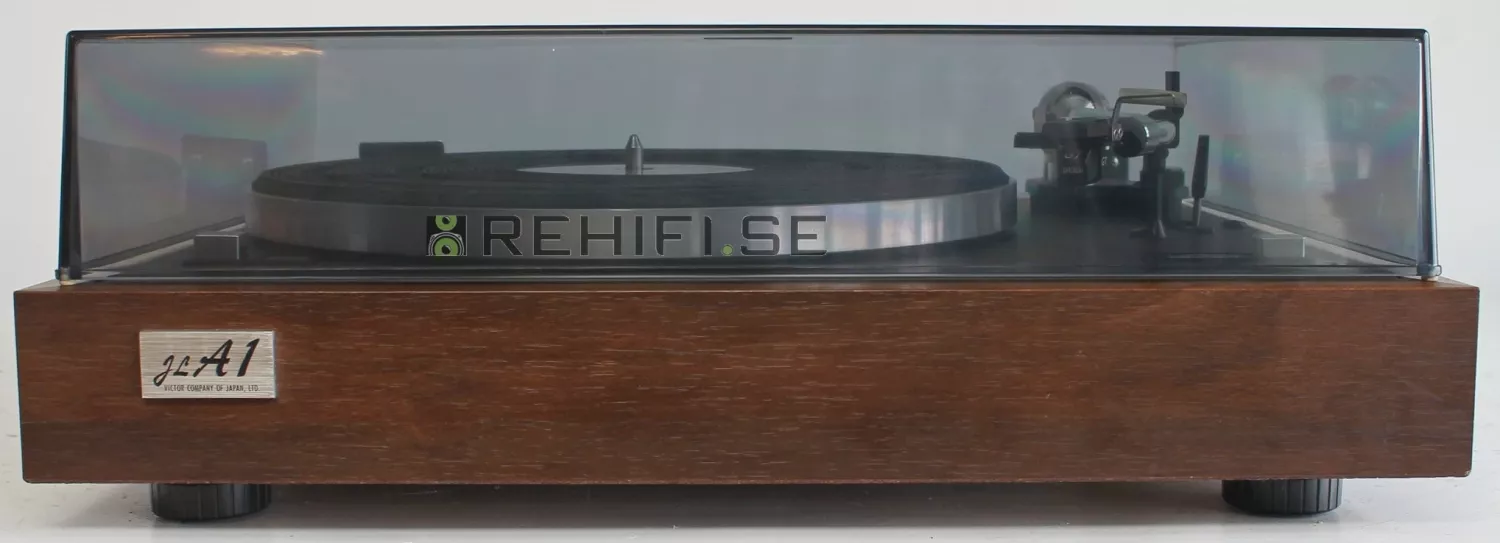 REHIFI.SE
JL A1
VICTOR COMPANY OF JAPAN, LTD.